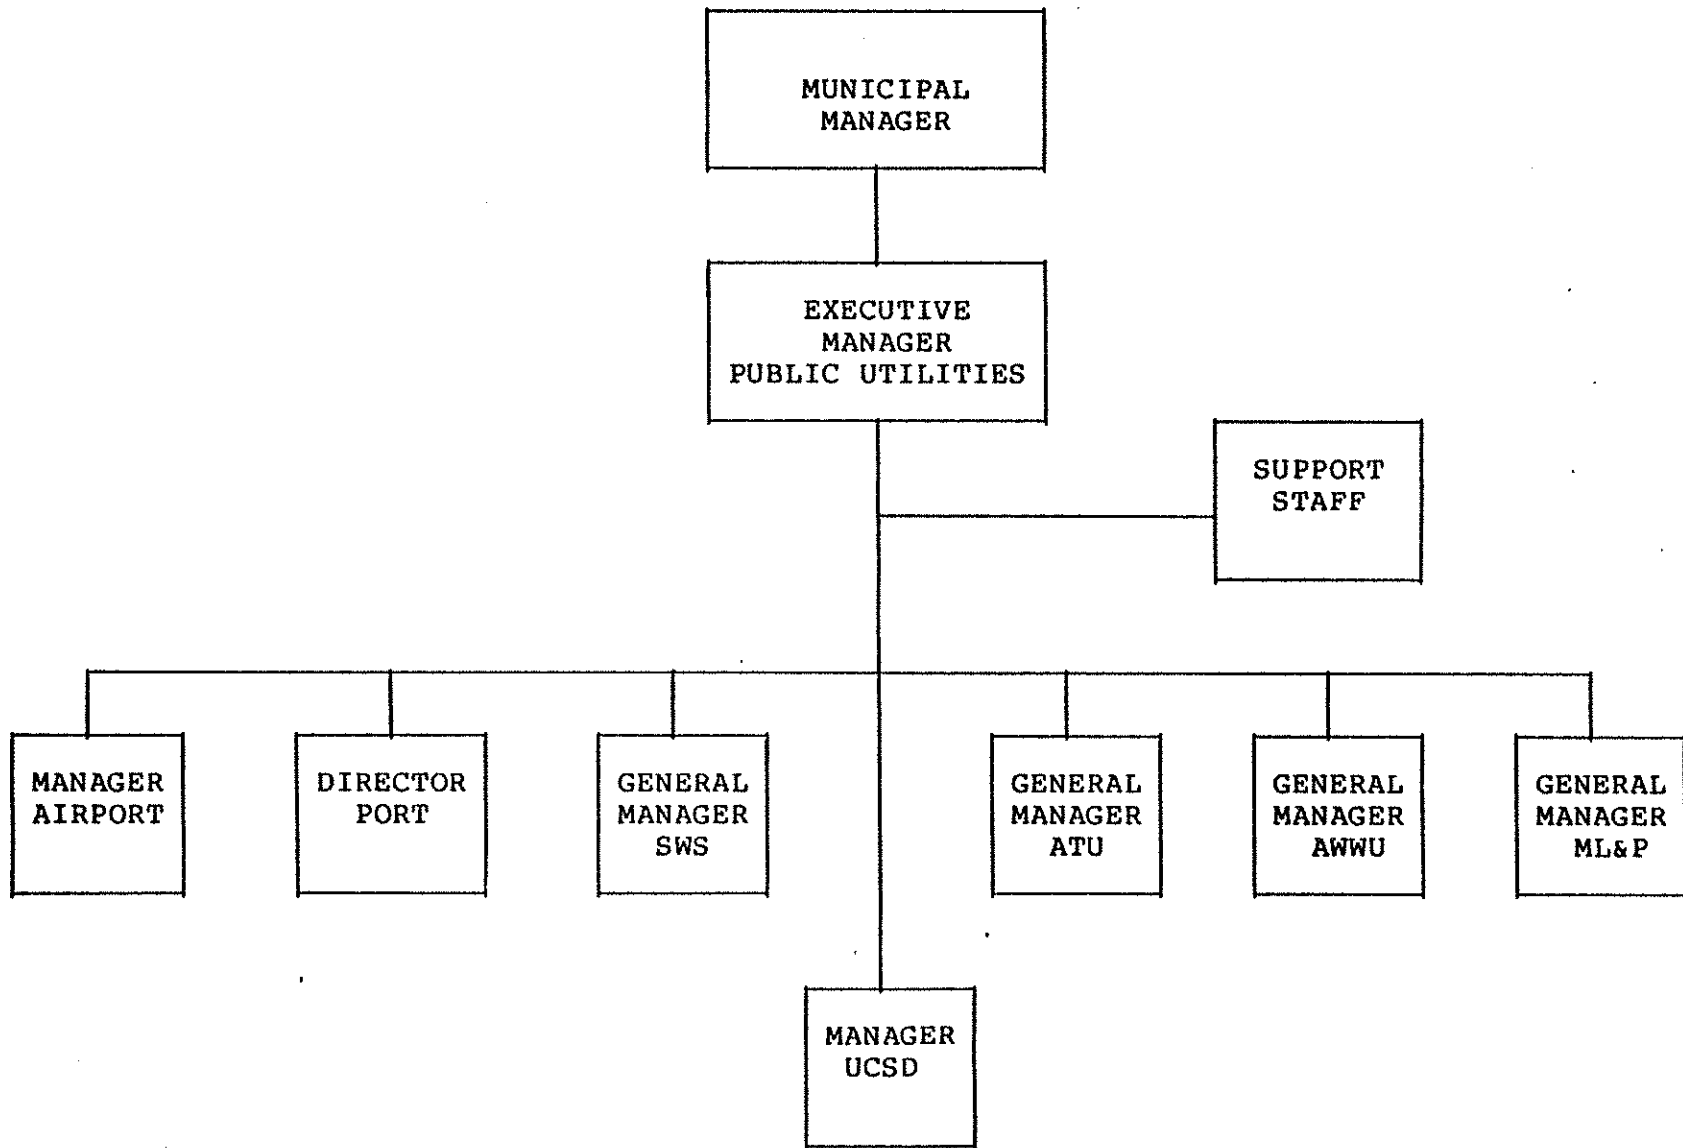 MUNICIPAL
MANAGER
EXECUTIVE
MANAGER
PUBLIC UTILITIES
SUPPORT
STAFF
MANAGER
AIRPORT
DIRECTOR
PORT
GENERAL
MANAGER
SWS
GENERAL
MANAGER
ATU
GENERAL
MANAGER
AWWU
GENERAL
MANAGER
ML&P
MANAGER
UCSD